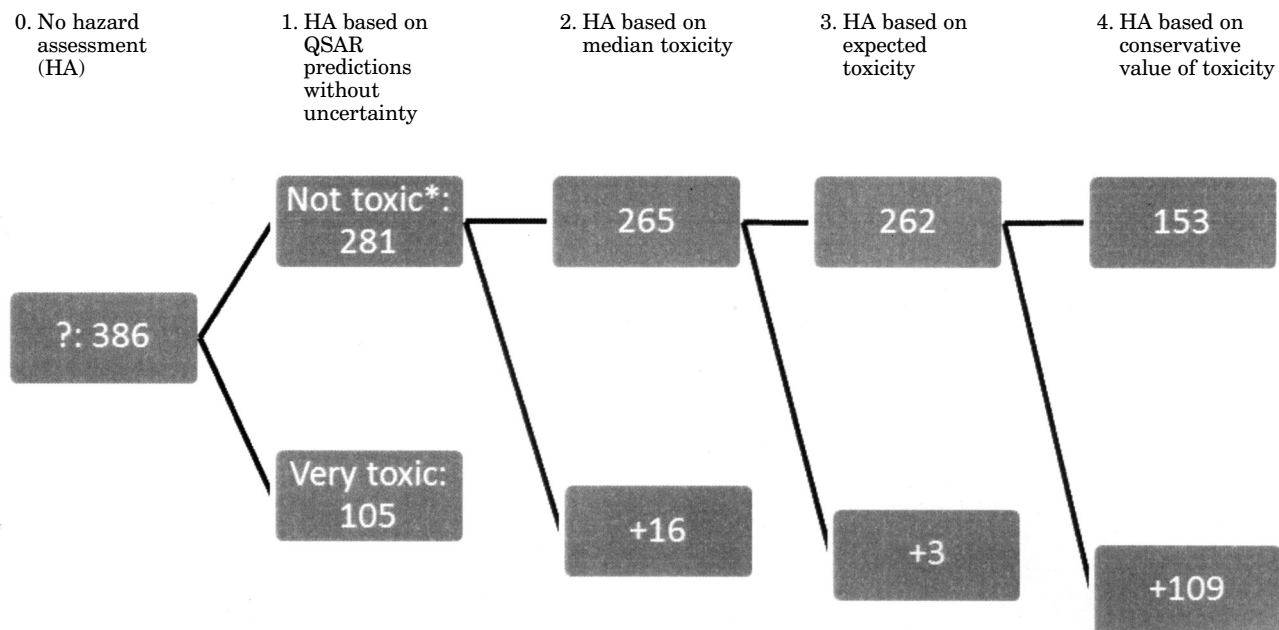 0. No hazard
assessment
(HA)
1. HA based on
QSAR
predictions
without
uncertainty
2. HA based on
median toxicity
3. HA based on
expected
toxicity
4. HA based on
conservative
value of toxicity
Not toxic*:
281
265
262
153
?: 386
Very toxic:
105
+16
+3
+109